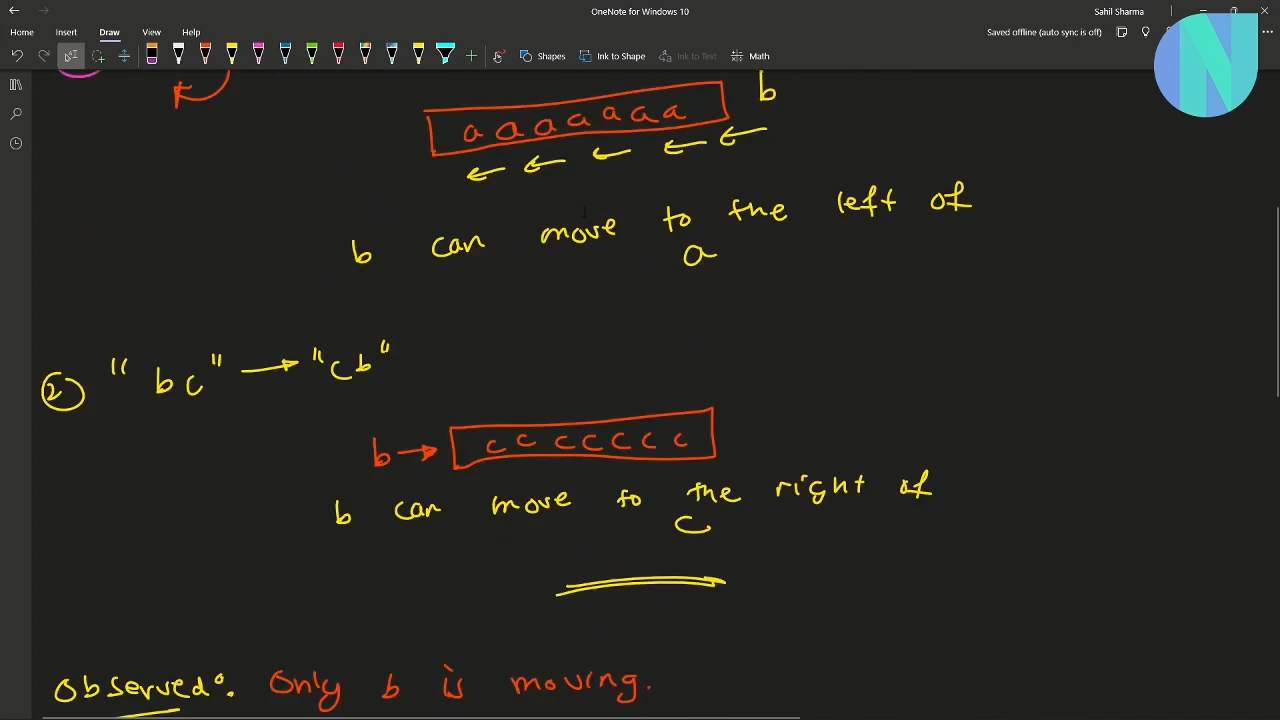 OneNote for Windows 10
Sahil Sharma
Home Insert Draw View Help
Saved offline (auto sync is off)
Shapes Ink to Shape Ink to Text Math
a a a a a a a b
b can move to the left of
a
2 " bc" → "cb"
b → c c c c c c c
b can move to the right of
c
Observed: Only b is moving.